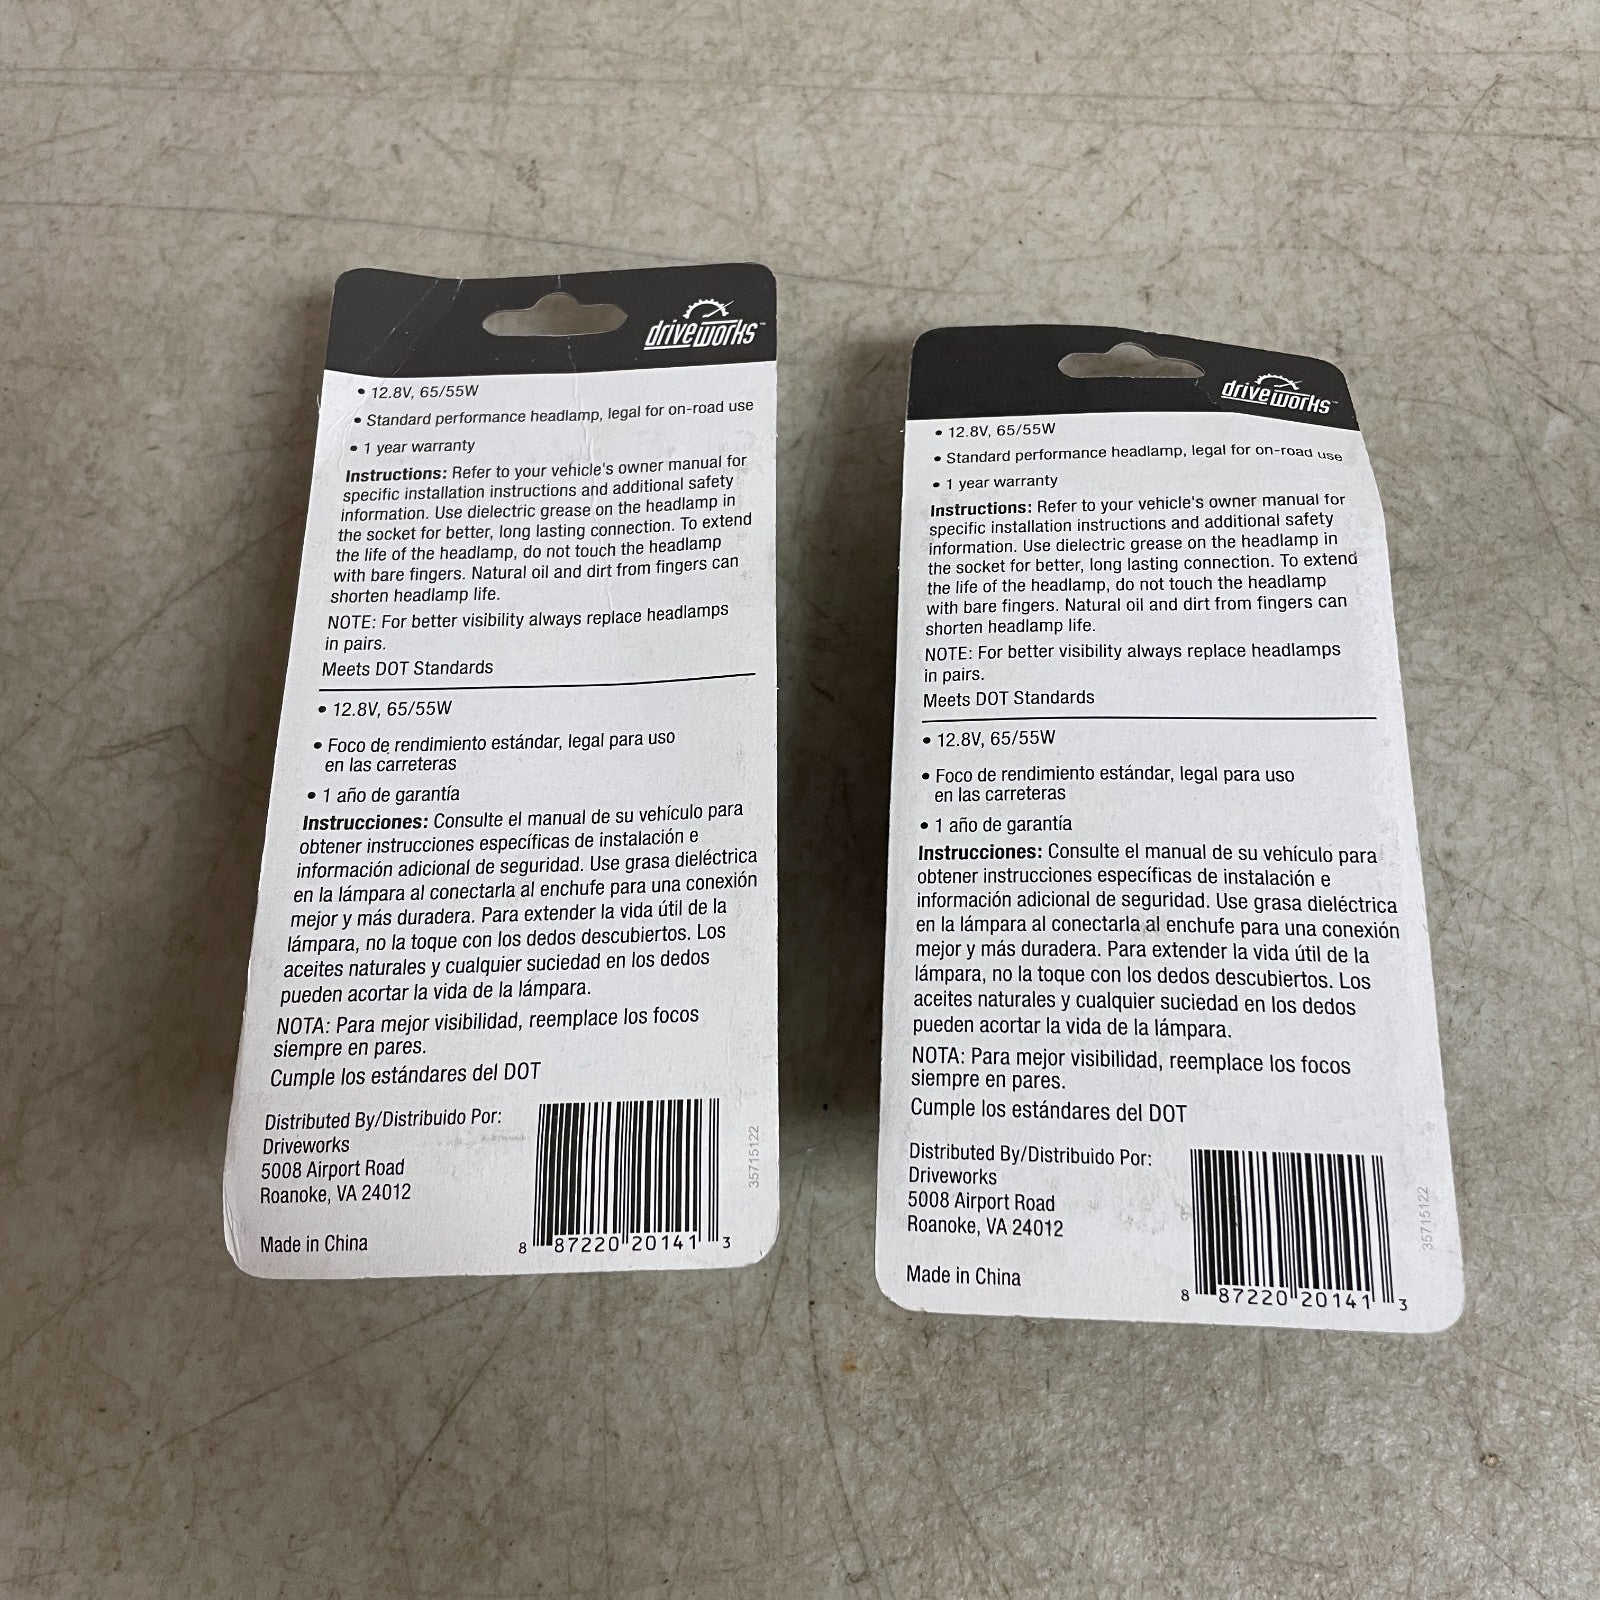 driveworks™
• 12.8V, 65/55W
• Standard performance headlamp, legal for on-road use
• 1 year warranty
Instructions: Refer to your vehicle's owner manual for
specific installation instructions and additional safety
information. Use dielectric grease on the headlamp in
the socket for better, long lasting connection. To extend
the life of the headlamp, do not touch the headlamp
with bare fingers. Natural oil and dirt from fingers can
shorten headlamp life.
NOTE: For better visibility always replace headlamps
in pairs.
Meets DOT Standards
• 12.8V, 65/55W
• Foco de rendimiento estándar, legal para uso
en las carreteras
• 1 año de garantía
Instrucciones: Consulte el manual de su vehículo para
obtener instrucciones específicas de instalación e
información adicional de seguridad. Use grasa dieléctrica
en la lámpara al conectarla al enchufe para una conexión
mejor y más duradera. Para extender la vida útil de la
lámpara, no la toque con los dedos descubiertos. Los
aceites naturales y cualquier suciedad en los dedos
pueden acortar la vida de la lámpara.
NOTA: Para mejor visibilidad, reemplace los focos
siempre en pares.
Cumple los estándares del DOT
Distributed By/Distribuido Por:
Driveworks
5008 Airport Road
Roanoke, VA 24012
Made in China
8 87220 20141 3
35715122
driveworks™
• 12.8V, 65/55W
• Standard performance headlamp, legal for on-road use
• 1 year warranty
Instructions: Refer to your vehicle's owner manual for
specific installation instructions and additional safety
information. Use dielectric grease on the headlamp in
the socket for better, long lasting connection. To extend
the life of the headlamp, do not touch the headlamp
with bare fingers. Natural oil and dirt from fingers can
shorten headlamp life.
NOTE: For better visibility always replace headlamps
in pairs.
Meets DOT Standards
• 12.8V, 65/55W
• Foco de rendimiento estándar, legal para uso
en las carreteras
• 1 año de garantía
Instrucciones: Consulte el manual de su vehículo para
obtener instrucciones específicas de instalación e
información adicional de seguridad. Use grasa dieléctrica
en la lámpara al conectarla al enchufe para una conexión
mejor y más duradera. Para extender la vida útil de la
lámpara, no la toque con los dedos descubiertos. Los
aceites naturales y cualquier suciedad en los dedos
pueden acortar la vida de la lámpara.
NOTA: Para mejor visibilidad, reemplace los focos
siempre en pares.
Cumple los estándares del DOT
Distributed By/Distribuido Por:
Driveworks
5008 Airport Road
Roanoke, VA 24012
Made in China
8 87220 20141 3
35715122